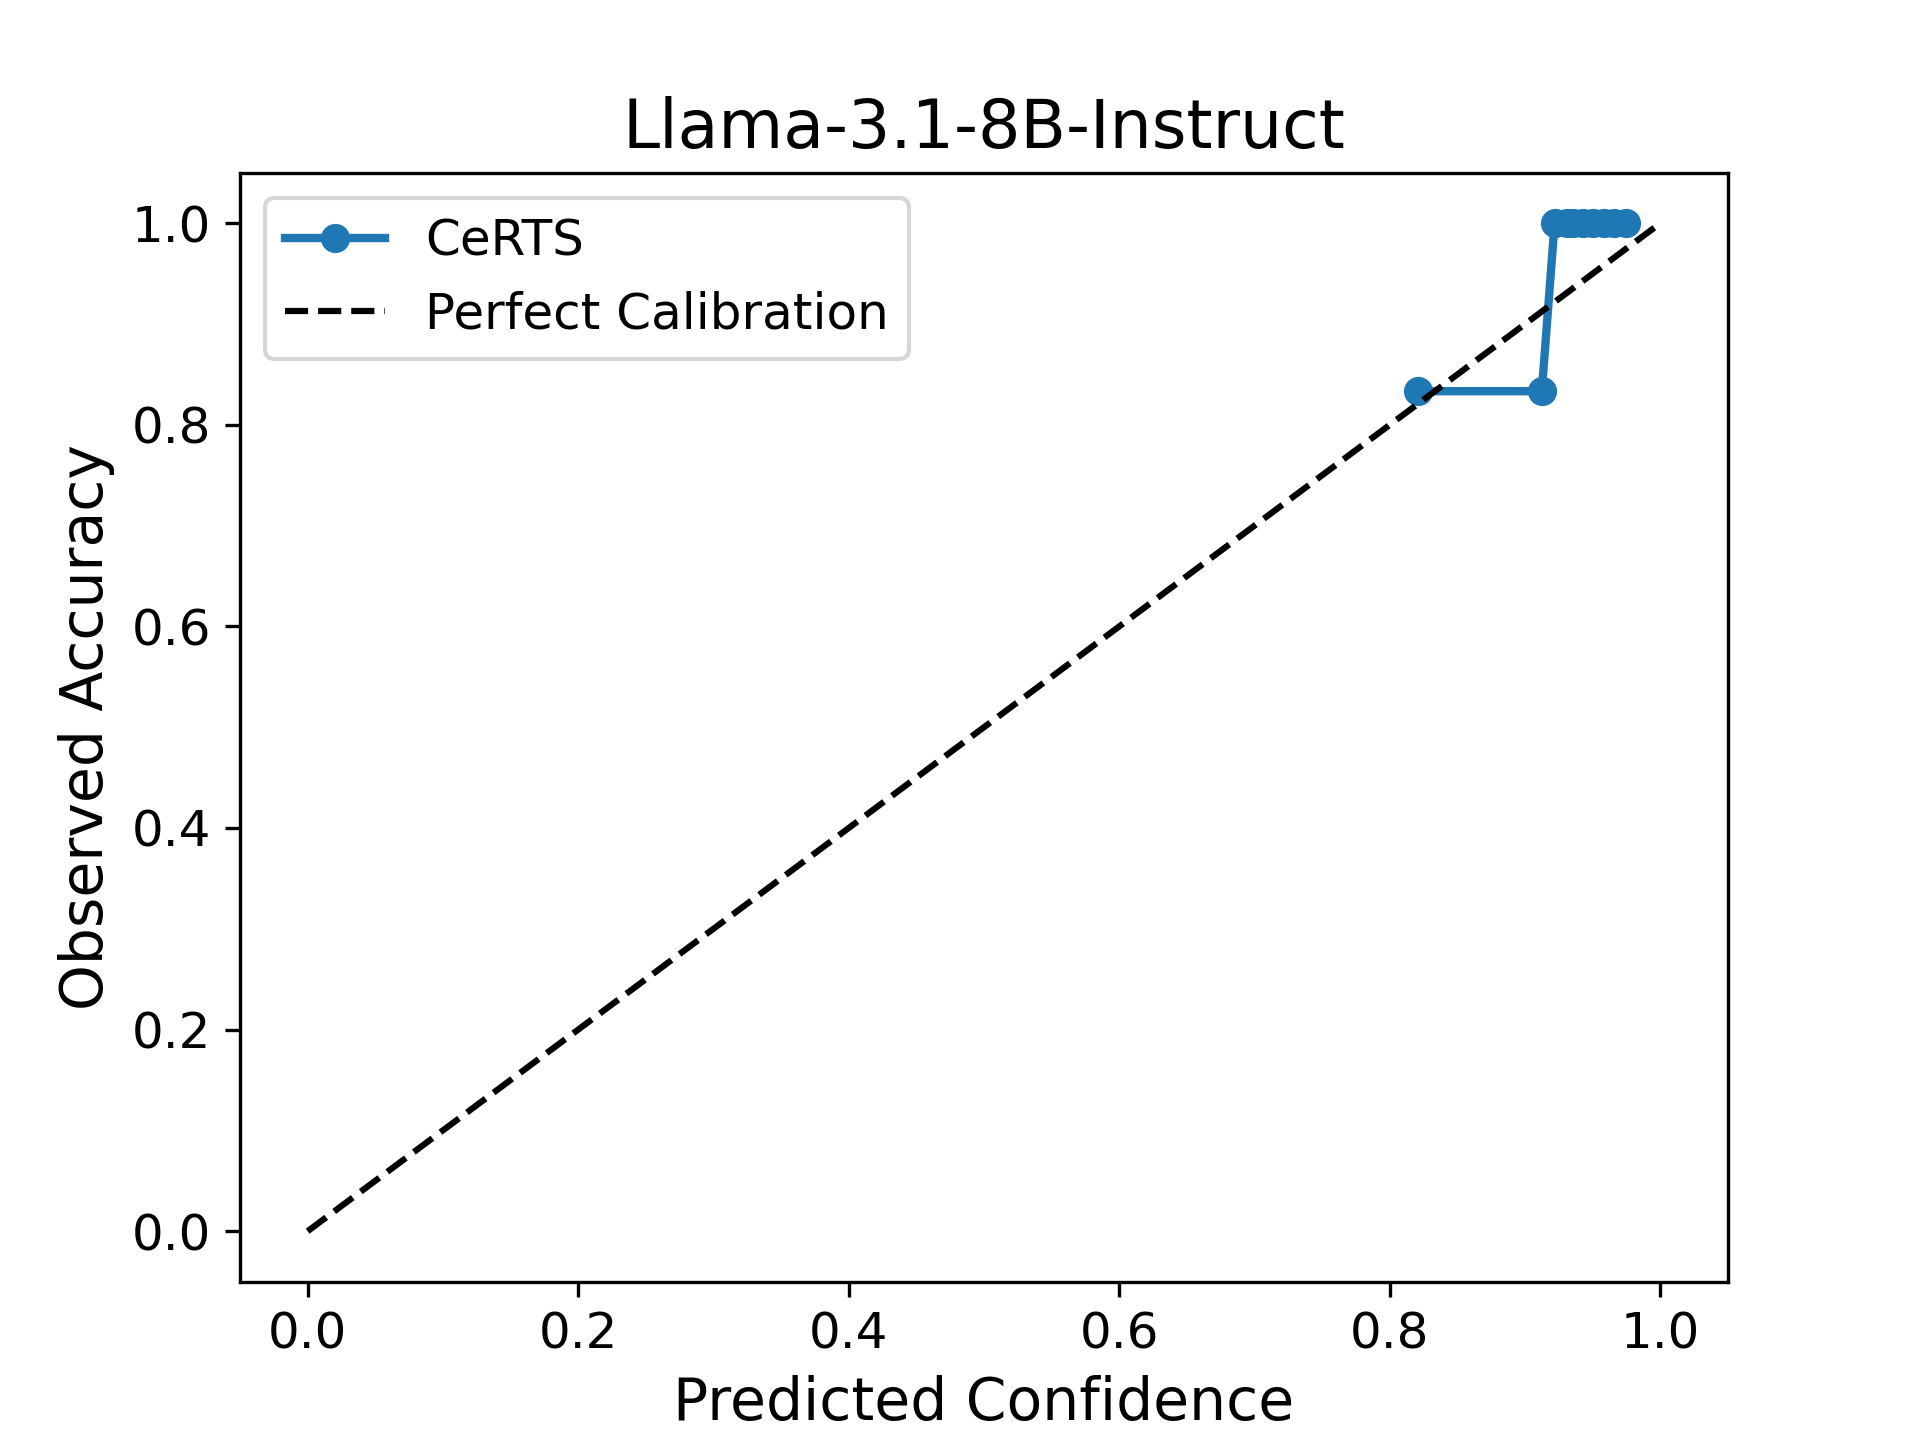 Llama-3.1-8B-Instruct
CeRTS
Perfect Calibration
Observed Accuracy
1.0
0.8
0.6
0.4
0.2
0.0
0.0 0.2 0.4 0.6 0.8 1.0
Predicted Confidence